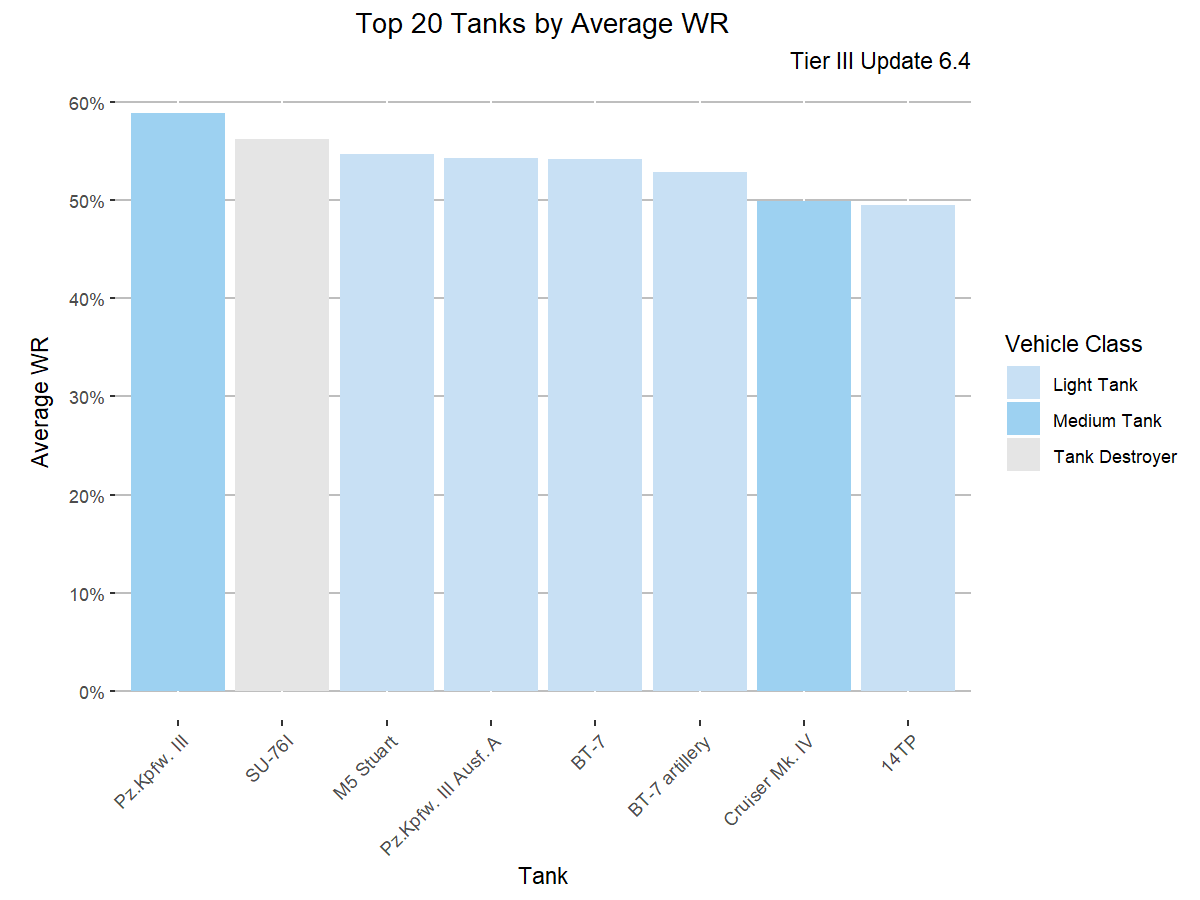 Top 20 Tanks by Average WR
Tier III Update 6.4
60%
50%
40%
30%
20%
10%
0%
Average WR
Pz.Kpfw. III
SU-76I
M5 Stuart
Pz.Kpfw. III Ausf. A
BT-7
BT-7 artillery
Cruiser Mk. IV
14TP
Tank
Vehicle Class
Light Tank
Medium Tank
Tank Destroyer